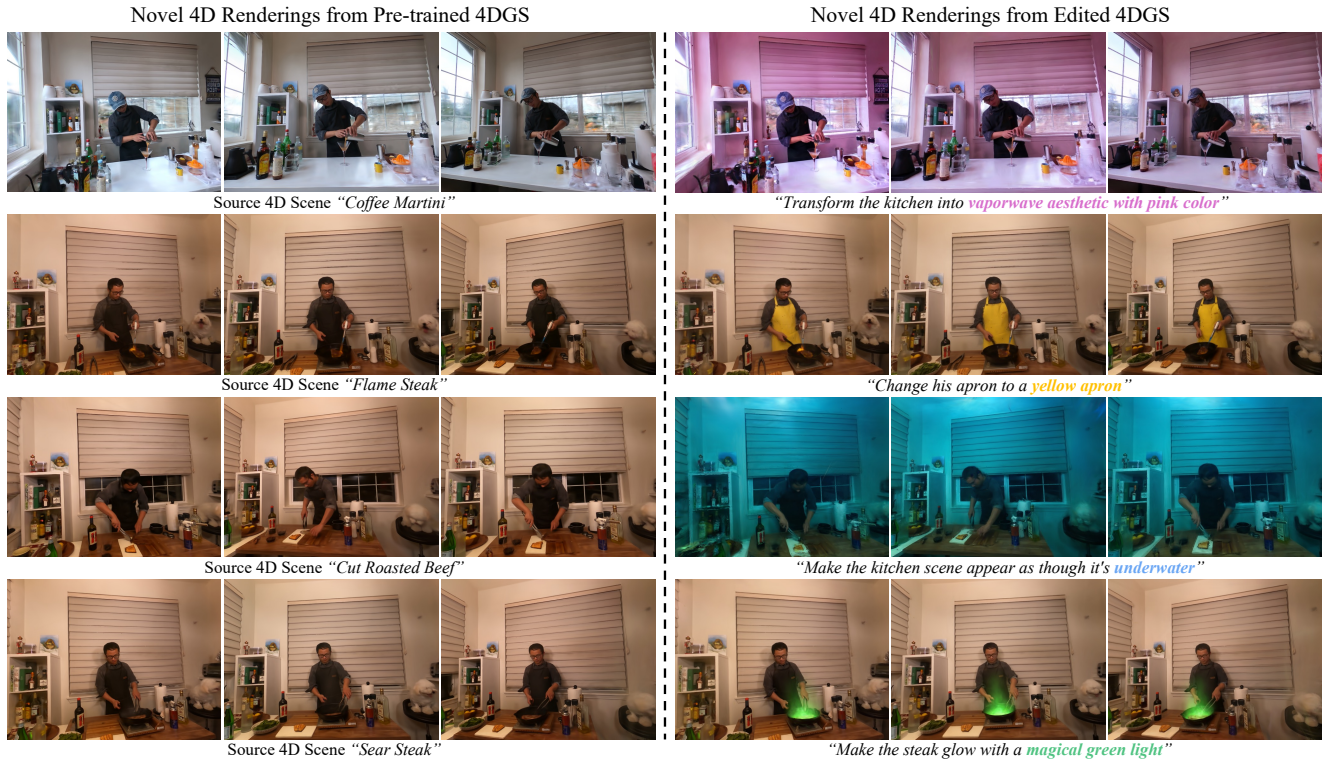 Novel 4D Renderings from Pre-trained 4DGS
Novel 4D Renderings from Edited 4DGS
Source 4D Scene “Coffee Martini”
“Transform the kitchen into vaporwave aesthetic with pink color”
Source 4D Scene “Flame Steak”
“Change his apron to a yellow apron”
Source 4D Scene “Cut Roasted Beef”
“Make the kitchen scene appear as though it's underwater”
Source 4D Scene “Sear Steak”
“Make the steak glow with a magical green light”